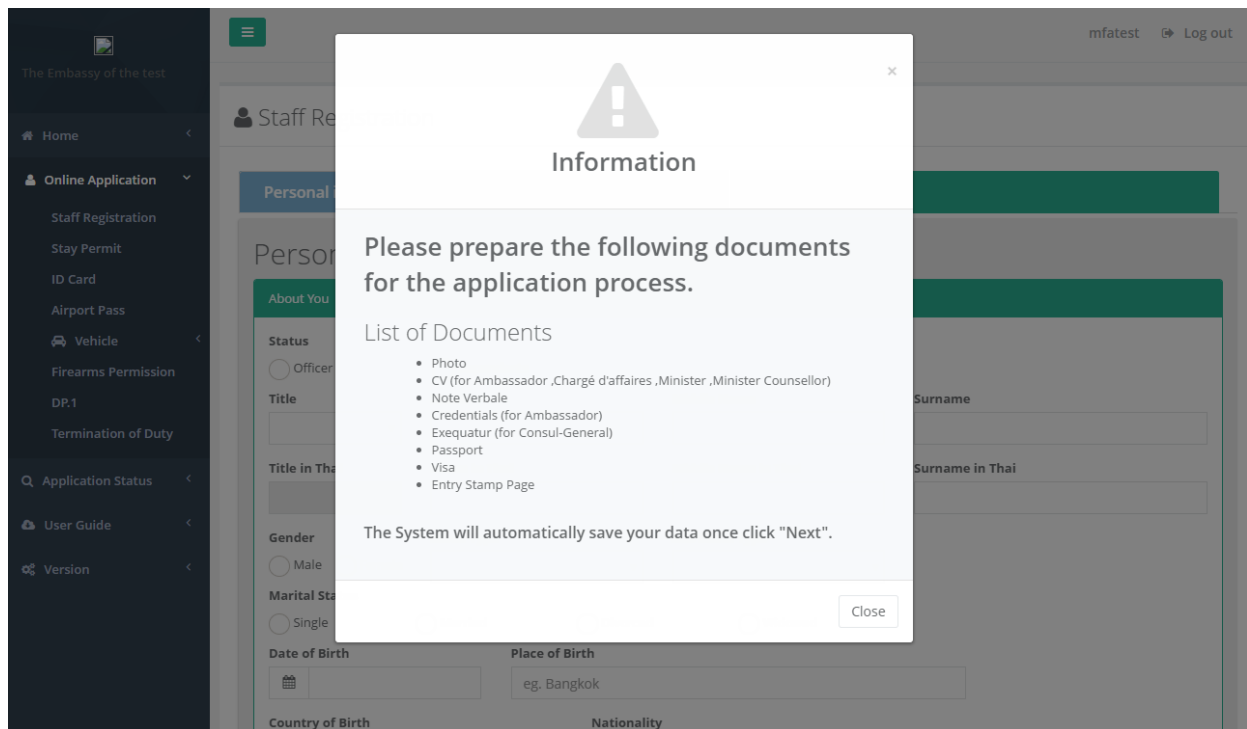 The Embassy of the test
Home
Online Application
Staff Registration
Stay Permit
ID Card
Airport Pass
Vehicle
Firearms Permission
DP.1
Termination of Duty
Application Status
User Guide
Version
mfatest Log out
Staff Re
Personal i
Person
About You
Status
Officer
Title
Surname
Title in Tha
Surname in Thai
Gender
Male
Marital Sta
Single
Date of Birth Place of Birth
eg. Bangkok
Country of Birth Nationality
×
Information
Please prepare the following documents
for the application process.
List of Documents
• Photo
• CV (for Ambassador ,Chargé d'affaires ,Minister ,Minister Counsellor)
• Note Verbale
• Credentials (for Ambassador)
• Exequatur (for Consul-General)
• Passport
• Visa
• Entry Stamp Page
The System will automatically save your data once click "Next".
Close